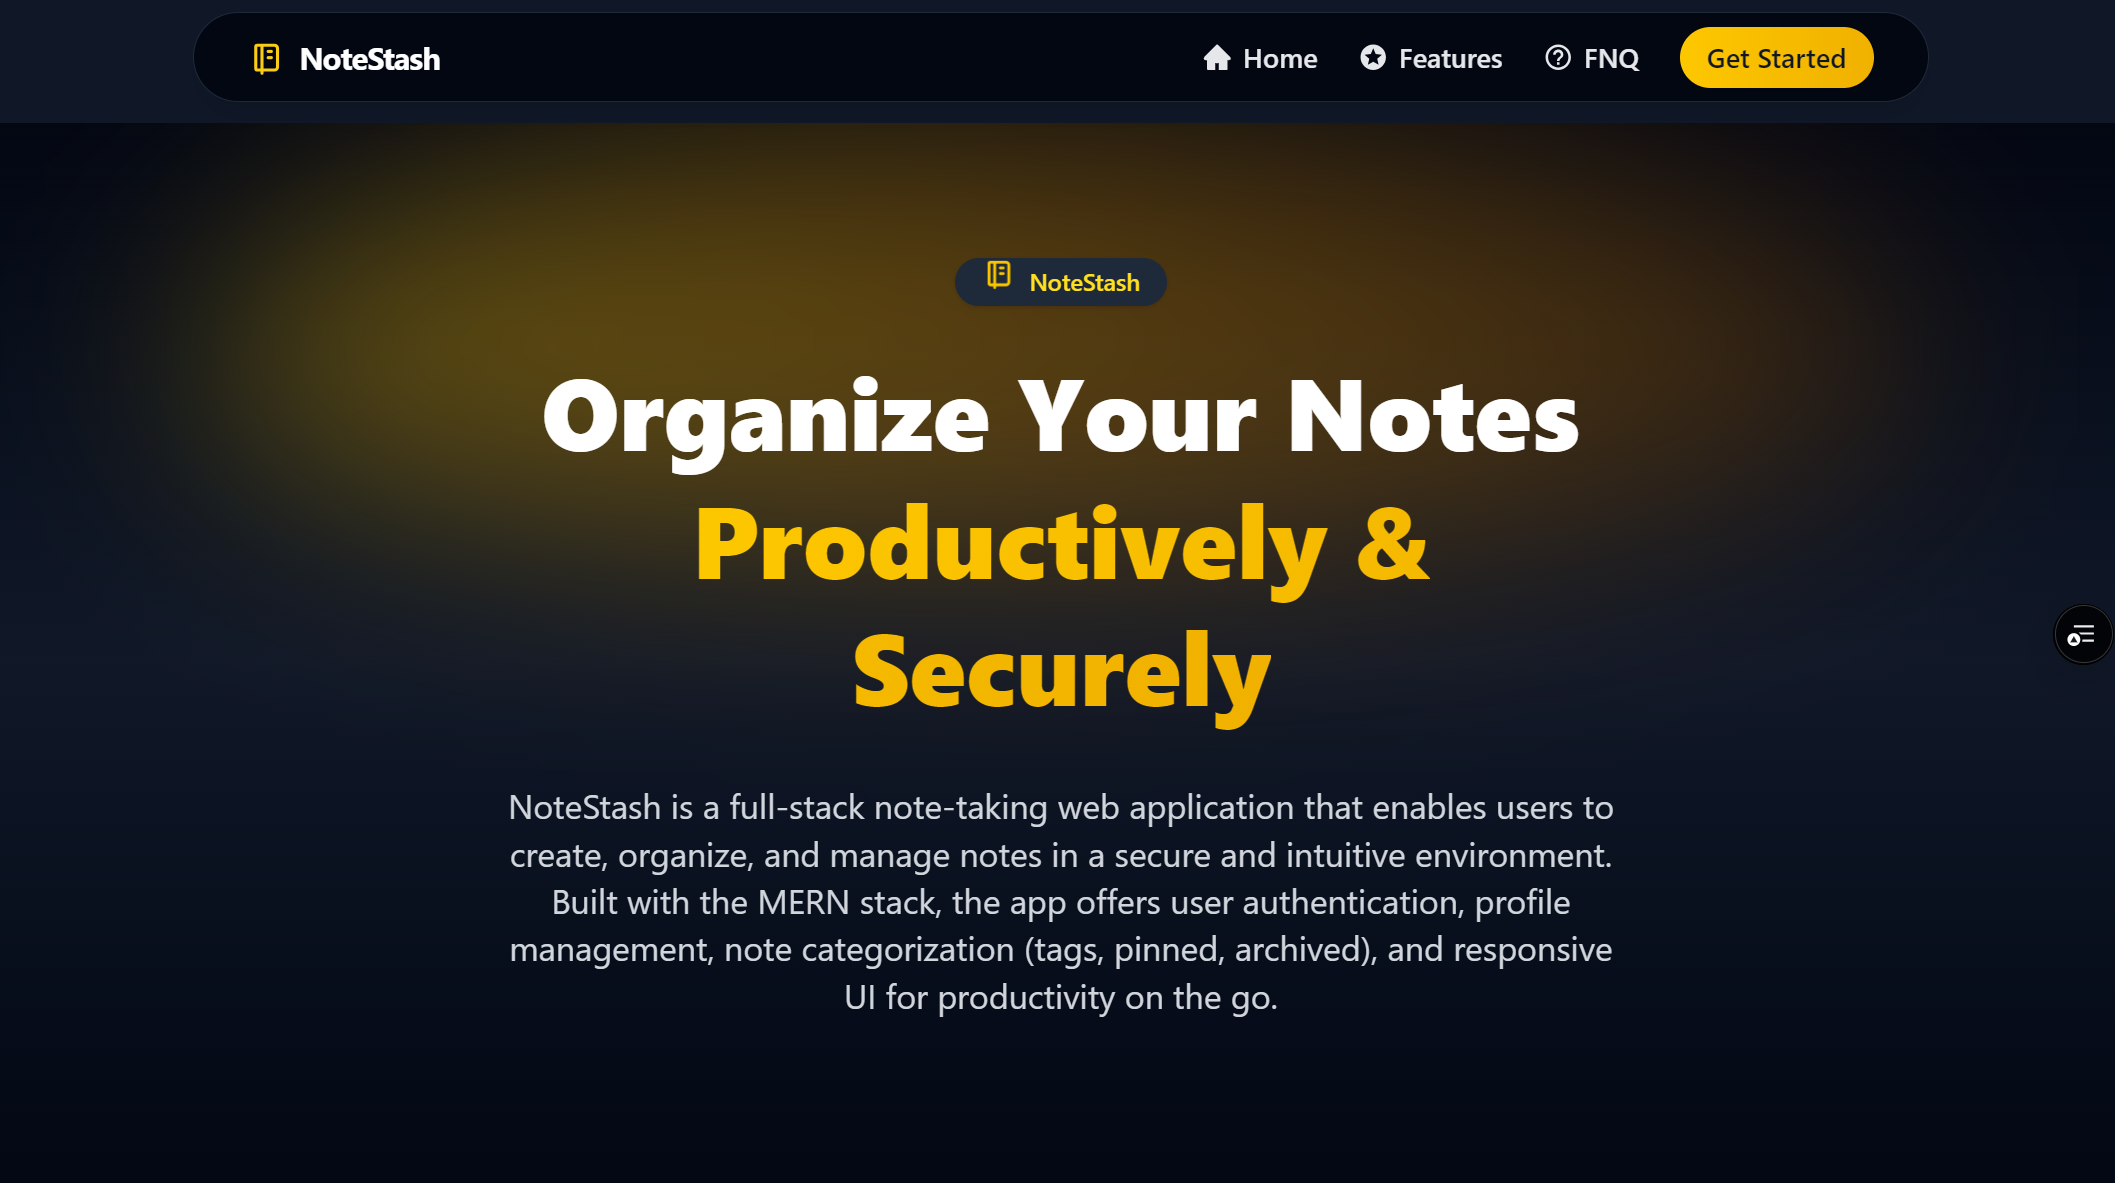 NoteStash
Home
Features
FNQ
Get Started
NoteStash
Organize Your Notes
Productively &
Securely
NoteStash is a full-stack note-taking web application that enables users to
create, organize, and manage notes in a secure and intuitive environment.
Built with the MERN stack, the app offers user authentication, profile
management, note categorization (tags, pinned, archived), and responsive
UI for productivity on the go.